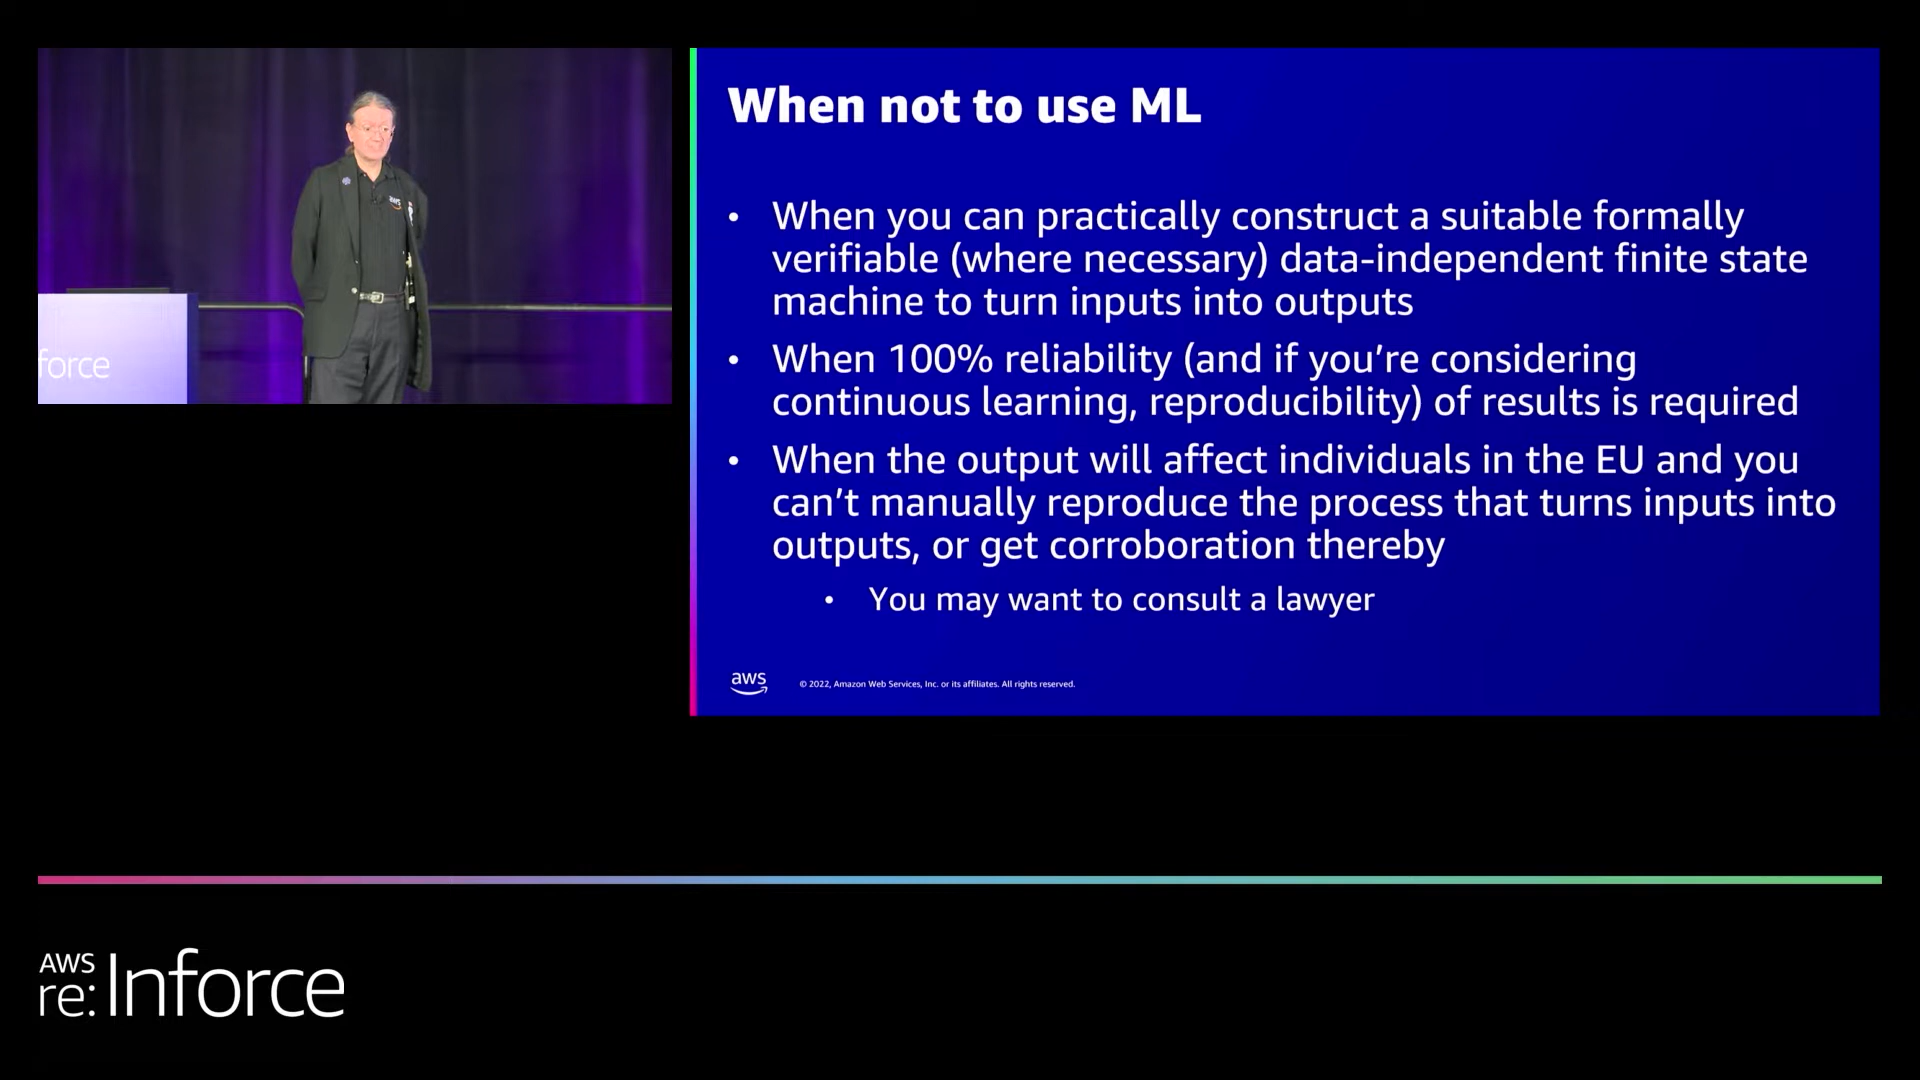 When not to use ML
• When you can practically construct a suitable formally
verifiable (where necessary) data-independent finite state
machine to turn inputs into outputs
• When 100% reliability (and if you’re considering
continuous learning, reproducibility) of results is required
• When the output will affect individuals in the EU and you
can’t manually reproduce the process that turns inputs into
outputs, or get corroboration thereby
• You may want to consult a lawyer
aws
© 2022, Amazon Web Services, Inc. or its affiliates. All rights reserved.
aws
force
AWS
re:Inforce